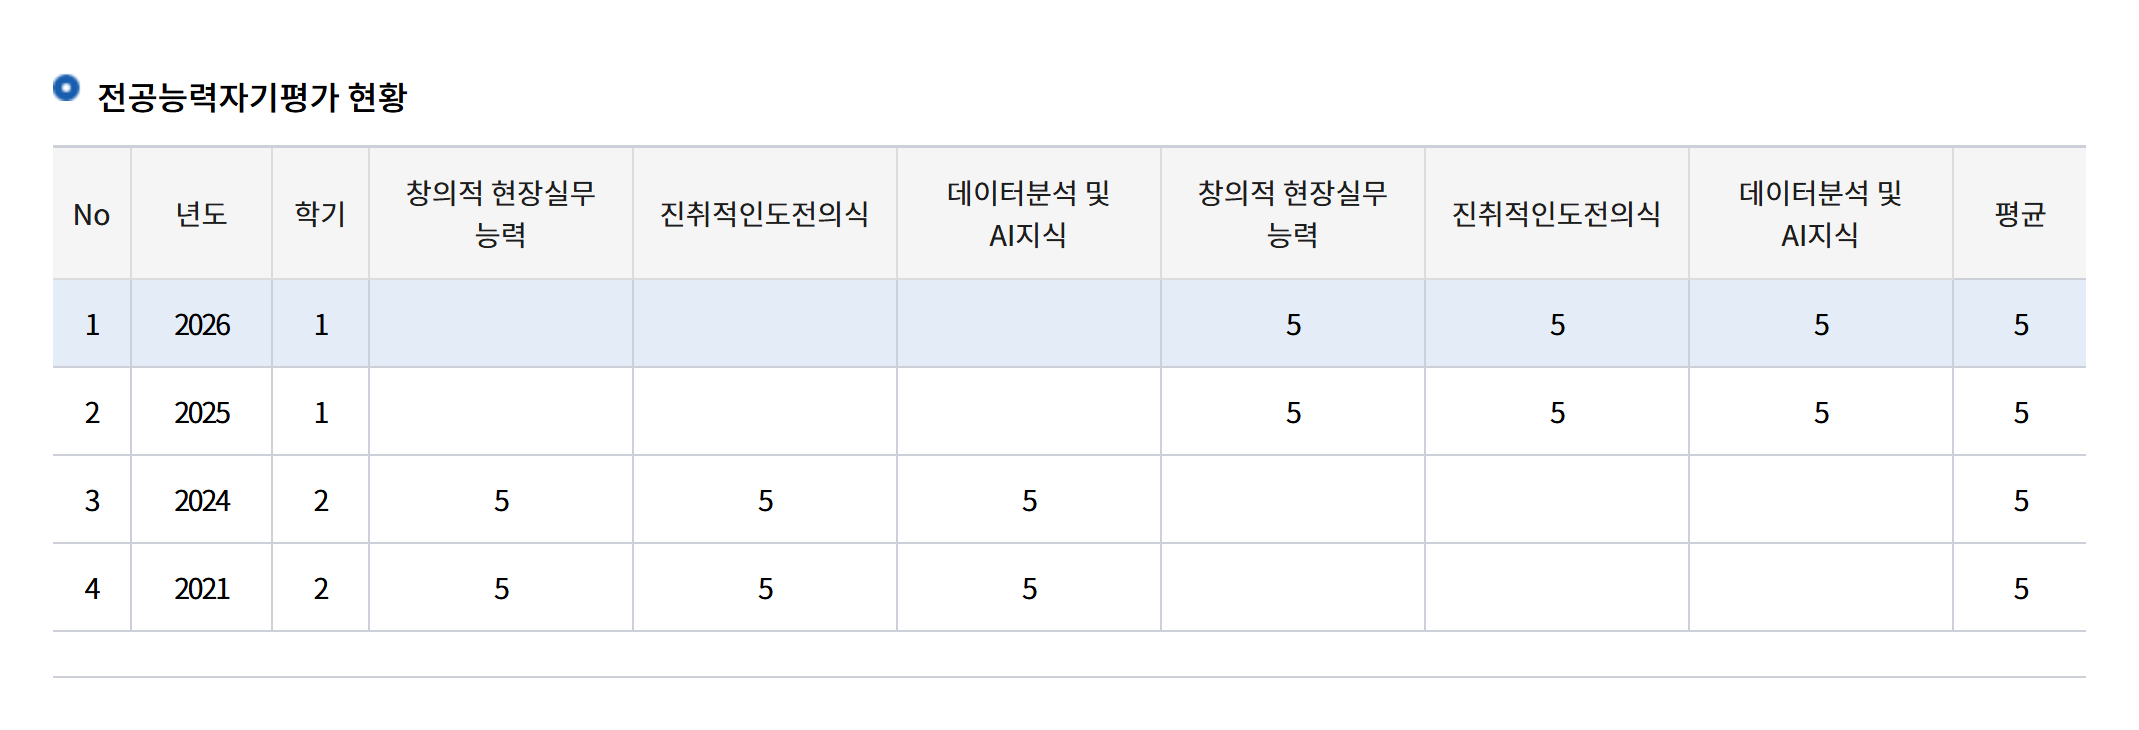 전공능력자기평가 현황
No 년도 학기 창의적 현장실무 능력 진취적인도전의식 데이터분석 및 AI지식 창의적 현장실무 능력 진취적인도전의식 데이터분석 및 AI지식 평균
1 2026 1 5 5 5 5
2 2025 1 5 5 5 5
3 2024 2 5 5 5 5
4 2021 2 5 5 5 5